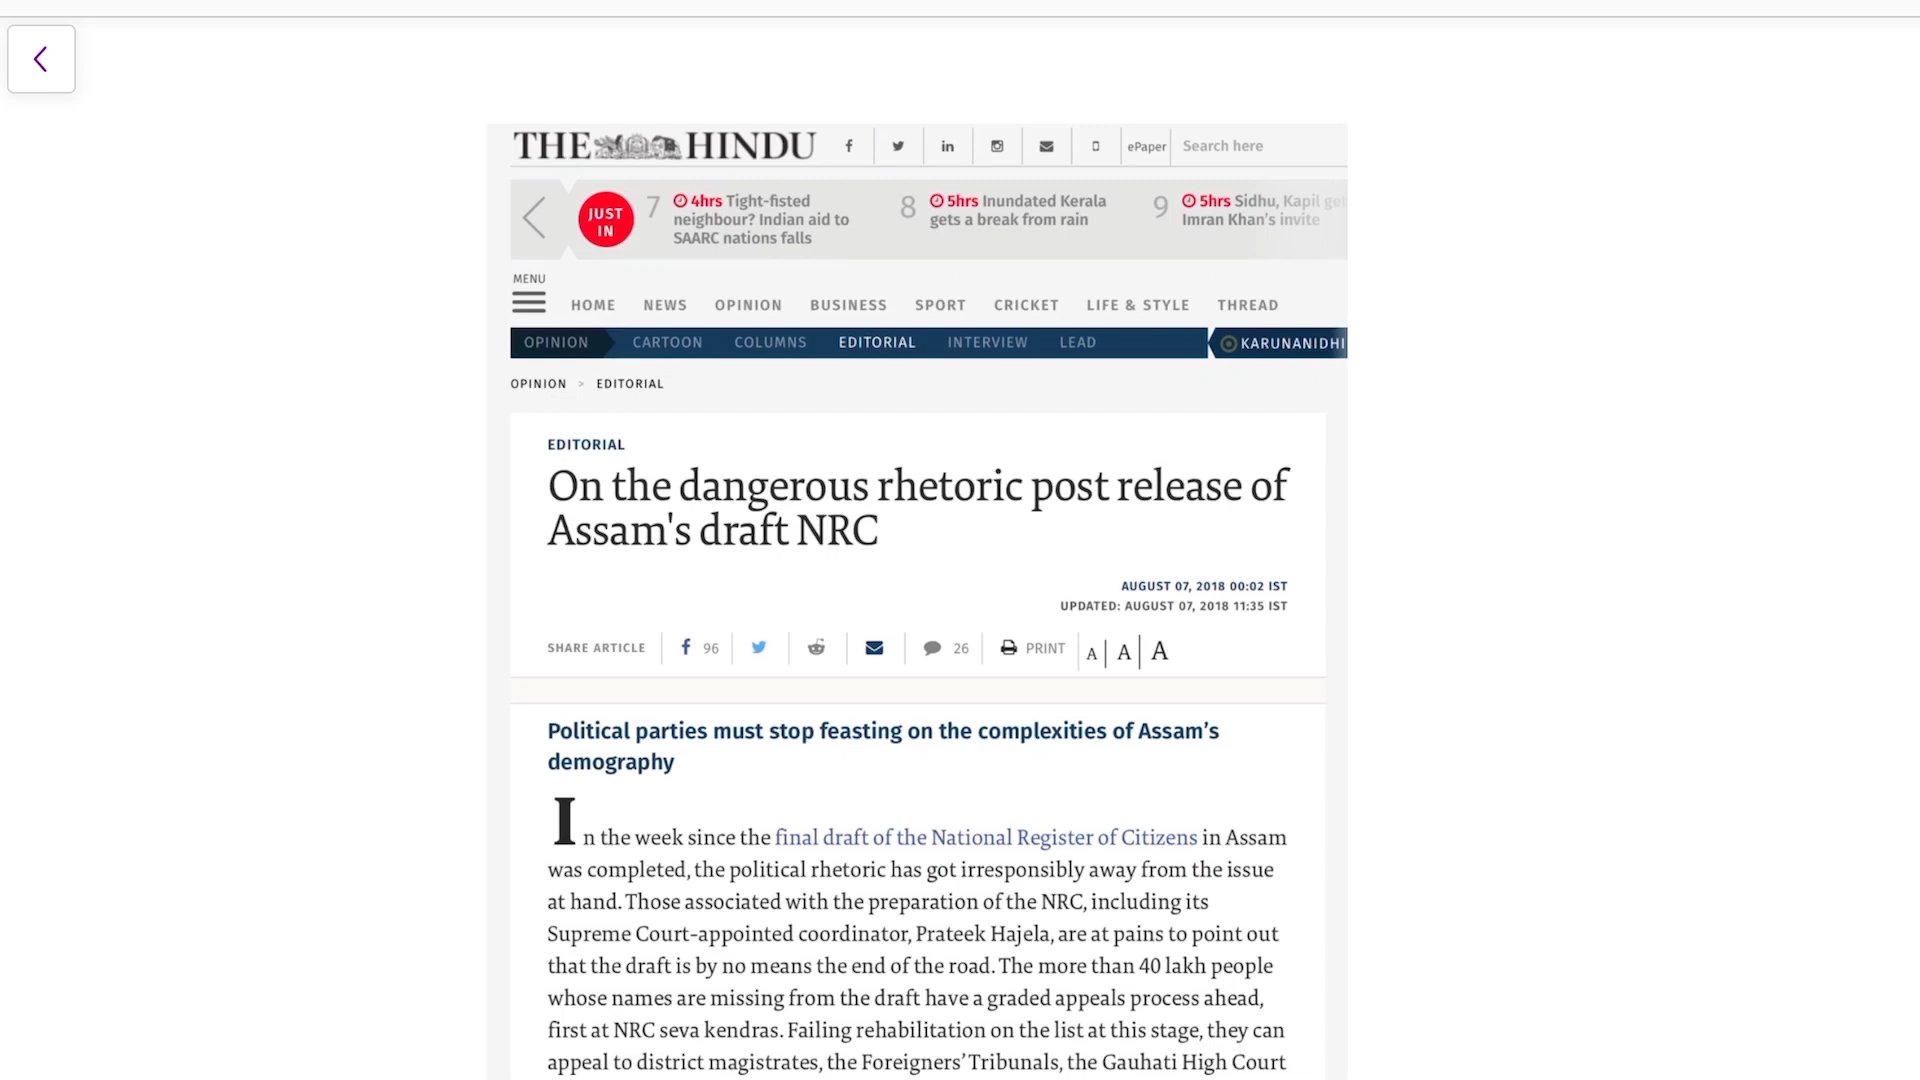 THE HINDU
ePaper
Search here
JUST
IN
7
4hrs Tight-fisted
neighbour? Indian aid to
SAARC nations falls
8
5hrs Inundated Kerala
gets a break from rain
9
5hrs Sidhu, Kapil get
Imran Khan's invite
MENU
HOME NEWS OPINION BUSINESS SPORT CRICKET LIFE & STYLE THREAD
OPINION CARTOON COLUMNS EDITORIAL INTERVIEW LEAD KARUNANIDHI
OPINION > EDITORIAL
EDITORIAL
On the dangerous rhetoric post release of
Assam's draft NRC
AUGUST 07, 2018 00:02 IST
UPDATED: AUGUST 07, 2018 11:35 IST
SHARE ARTICLE 96 26 PRINT A A A
Political parties must stop feasting on the complexities of Assam’s
demography
In the week since the final draft of the National Register of Citizens in Assam
was completed, the political rhetoric has got irresponsibly away from the issue
at hand. Those associated with the preparation of the NRC, including its
Supreme Court-appointed coordinator, Prateek Hajela, are at pains to point out
that the draft is by no means the end of the road. The more than 40 lakh people
whose names are missing from the draft have a graded appeals process ahead,
first at NRC seva kendras. Failing rehabilitation on the list at this stage, they can
appeal to district magistrates, the Foreigners’ Tribunals, the Gauhati High Court